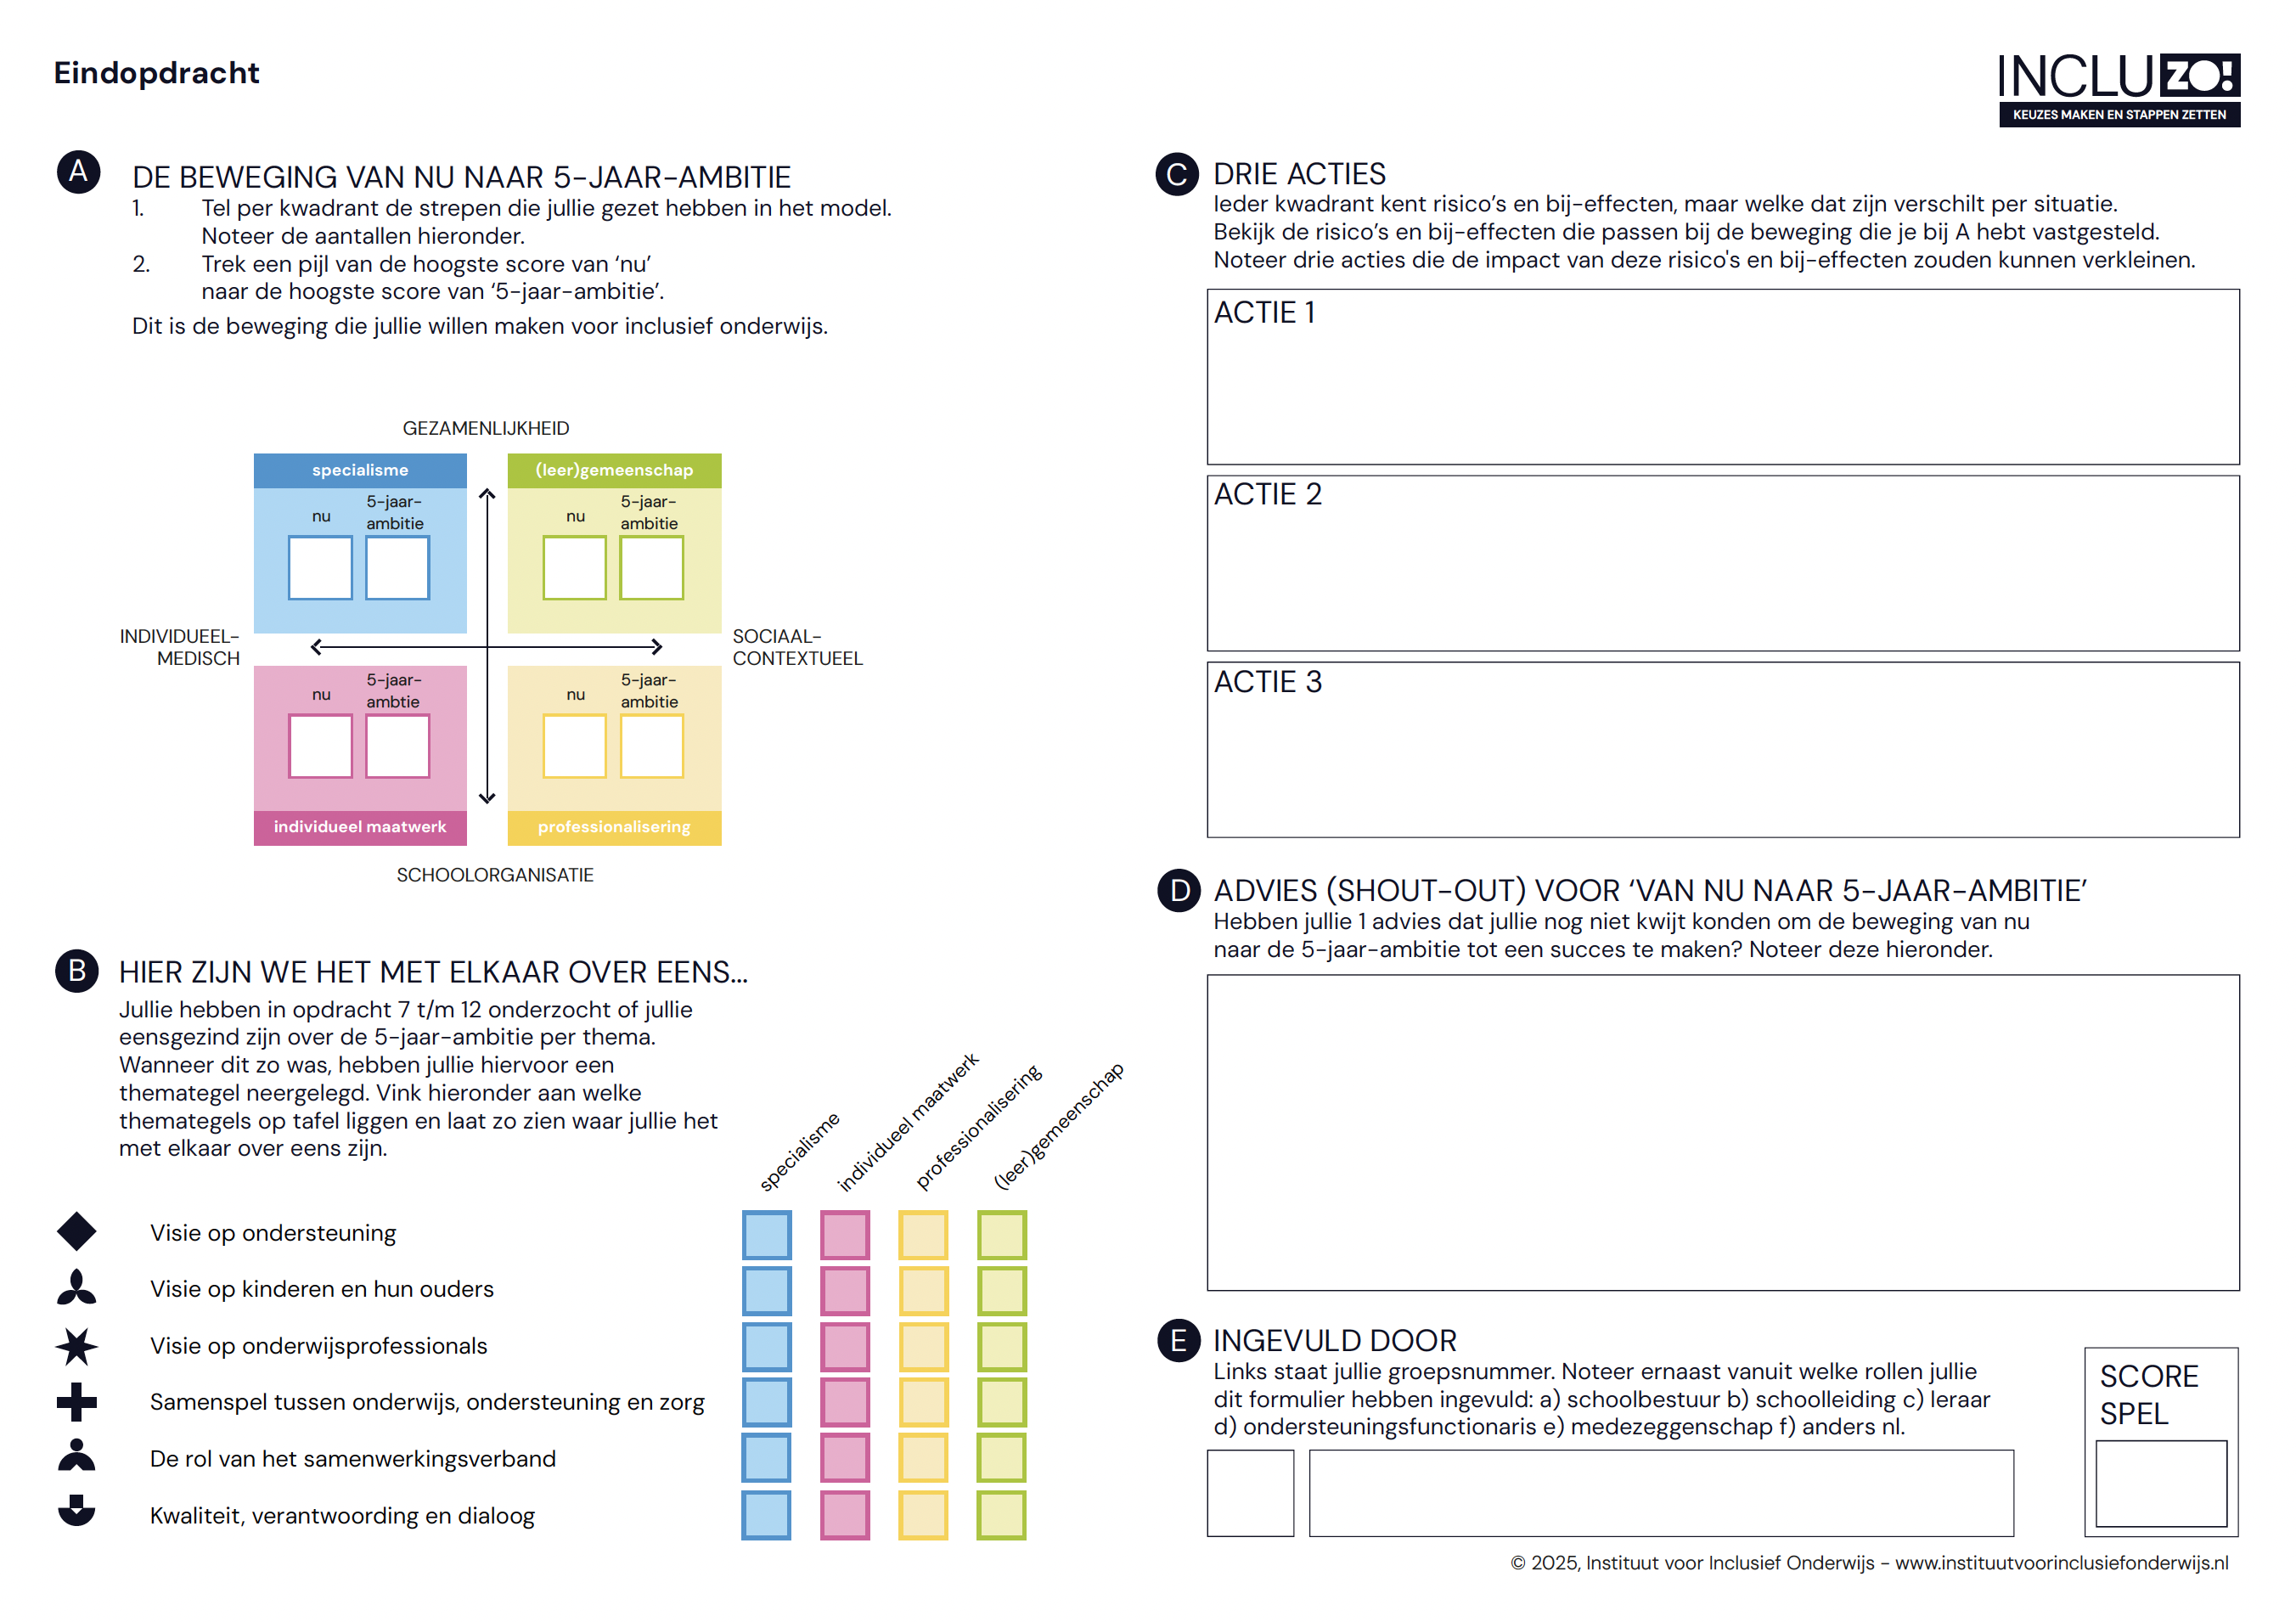 Eindopdracht
INCLUZO!
KEUZES MAKEN EN STAPPEN ZETTEN
A
DE BEWEGING VAN NU NAAR 5-JAAR-AMBITIE
1. Tel per kwadrant de strepen die jullie gezet hebben in het model.
Noteer de aantallen hieronder.
2. Trek een pijl van de hoogste score van ‘nu’
naar de hoogste score van ‘5-jaar-ambitie’.
Dit is de beweging die jullie willen maken voor inclusief onderwijs.
GEZAMENLIJKHEID
specialisme
nu
5-jaar-
ambitie
(leer)gemeenschap
nu
5-jaar-
ambitie
INDIVIDUEEL-
MEDISCH
SOCIAAL-
CONTEXTUEEL
nu
5-jaar-
ambtie
individueel maatwerk
nu
5-jaar-
ambitie
professionalisering
SCHOOLORGANISATIE
B
HIER ZIJN WE HET MET ELKAAR OVER EENS...
Jullie hebben in opdracht 7 t/m 12 onderzocht of jullie
eensgezind zijn over de 5-jaar-ambitie per thema.
Wanneer dit zo was, hebben jullie hiervoor een
themategel neergelegd. Vink hieronder aan welke
themategels op tafel liggen en laat zo zien waar jullie het
met elkaar over eens zijn.
specialisme
individueel maatwerk
professionalisering
(leer)gemeenschap
Visie op ondersteuning
Visie op kinderen en hun ouders
Visie op onderwijsprofessionals
Samenspel tussen onderwijs, ondersteuning en zorg
De rol van het samenwerkingsverband
Kwaliteit, verantwoording en dialoog
C
DRIE ACTIES
Ieder kwadrant kent risico’s en bij-effecten, maar welke dat zijn verschilt per situatie.
Bekijk de risico’s en bij-effecten die passen bij de beweging die je bij A hebt vastgesteld.
Noteer drie acties die de impact van deze risico's en bij-effecten zouden kunnen verkleinen.
ACTIE 1
ACTIE 2
ACTIE 3
D
ADVIES (SHOUT-OUT) VOOR ‘VAN NU NAAR 5-JAAR-AMBITIE’
Hebben jullie 1 advies dat jullie nog niet kwijt konden om de beweging van nu
naar de 5-jaar-ambitie tot een succes te maken? Noteer deze hieronder.
E
INGEVULD DOOR
Links staat jullie groepsnummer. Noteer ernaast vanuit welke rollen jullie
dit formulier hebben ingevuld: a) schoolbestuur b) schoolleiding c) leraar
d) ondersteuningsfunctionaris e) medezeggenschap f) anders nl.
SCORE
SPEL
© 2025, Instituut voor Inclusief Onderwijs - www.instituutvoorinclusiefonderwijs.nl